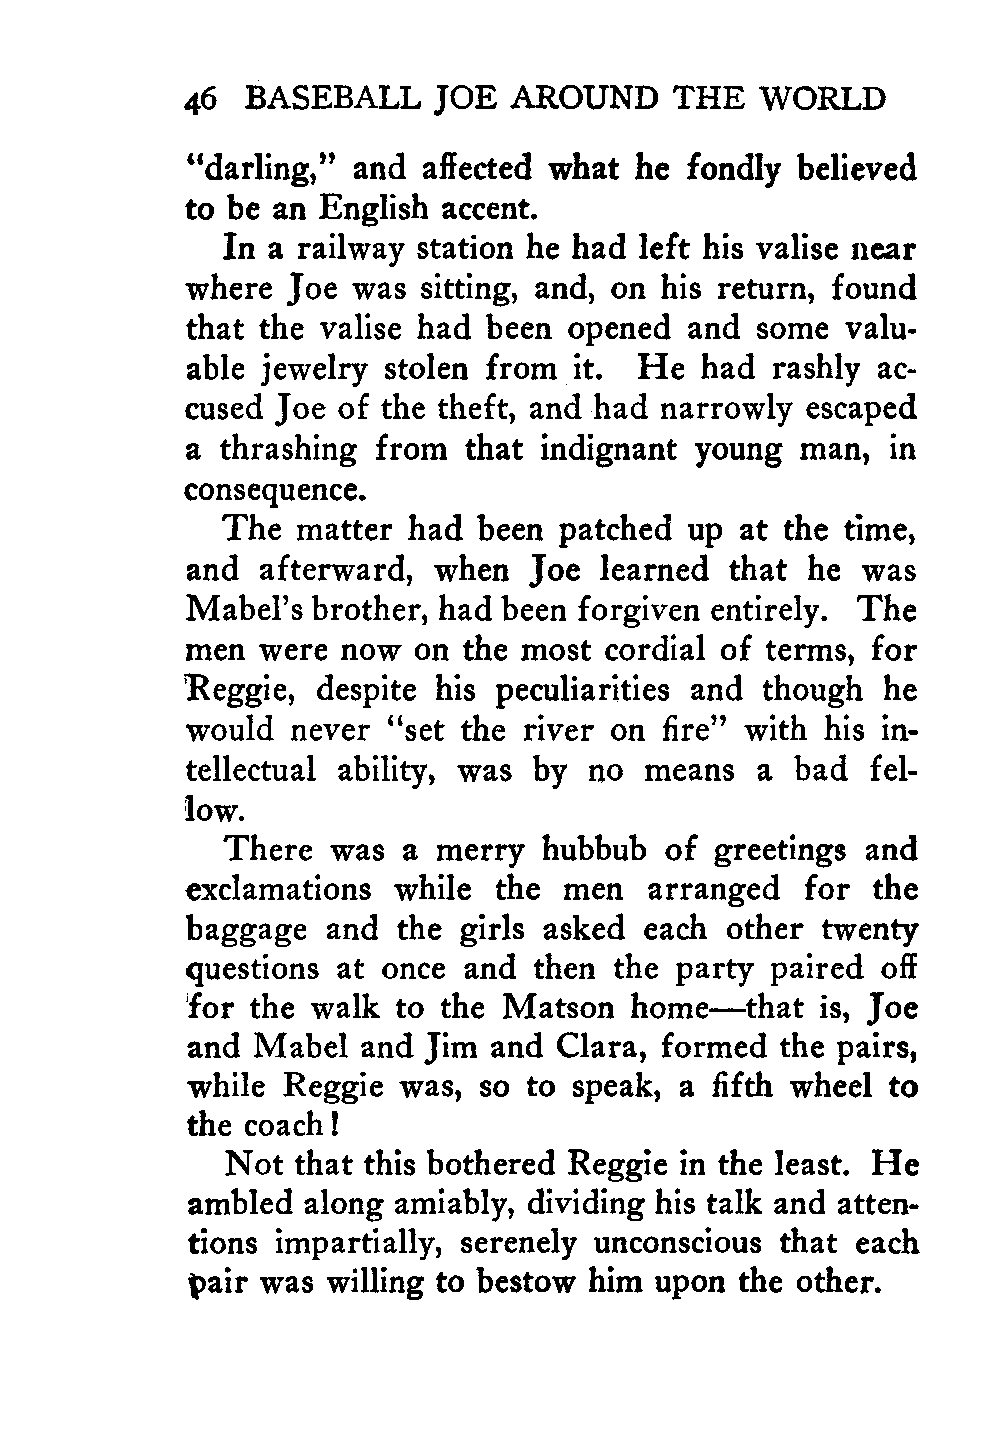 46 BASEBALL JOE AROUND THE WORLD
“darling,” and affected what he fondly believed
to be an English accent.
In a railway station he had left his valise near
where Joe was sitting, and, on his return, found
that the valise had been opened and some valu-
able jewelry stolen from it. He had rashly ac-
cused Joe of the theft, and had narrowly escaped
a thrashing from that indignant young man, in
consequence.
The matter had been patched up at the time,
and afterward, when Joe learned that he was
Mabel’s brother, had been forgiven entirely. The
men were now on the most cordial of terms, for
Reggie, despite his peculiarities and though he
would never “set the river on fire” with his in-
tellectual ability, was by no means a bad fel-
low.
There was a merry hubbub of greetings and
exclamations while the men arranged for the
baggage and the girls asked each other twenty
questions at once and then the party paired off
for the walk to the Matson home—that is, Joe
and Mabel and Jim and Clara, formed the pairs,
while Reggie was, so to speak, a fifth wheel to
the coach!
Not that this bothered Reggie in the least. He
ambled along amiably, dividing his talk and atten-
tions impartially, serenely unconscious that each
pair was willing to bestow him upon the other.